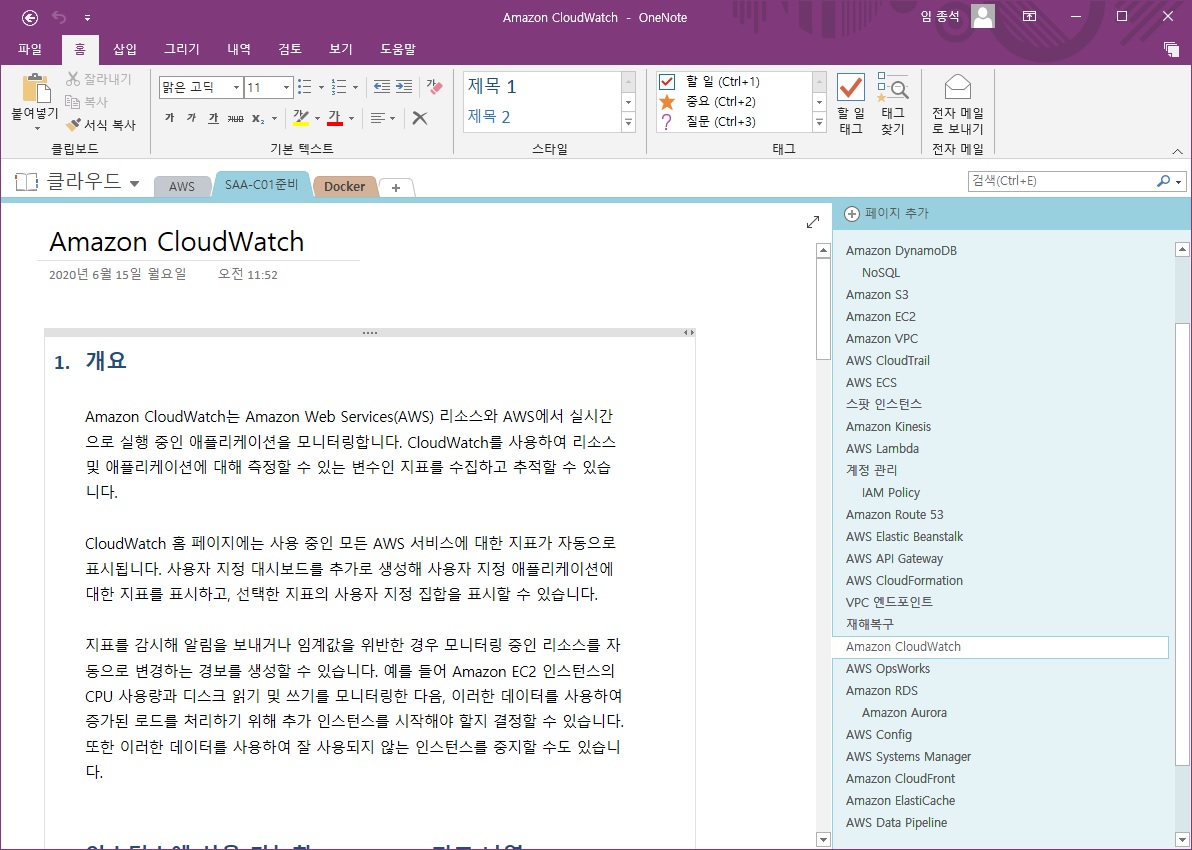 Amazon CloudWatch - OneNote
임 종석
파일 홈 삽입 그리기 내역 검토 보기 도움말
붙여넣기
잘라내기
복사
서식 복사
클립보드
맑은 고딕 11
가 가 가 가나다 x₂ 가
기본 텍스트
제목 1
제목 2
스타일
할 일 (Ctrl+1)
중요 (Ctrl+2)
질문 (Ctrl+3)
할 일
태그
태그
찾기
태그
전자 메일
로 보내기
전자 메일
클라우드 AWS SAA-C01준비 Docker +
검색(Ctrl+E)
Amazon CloudWatch
2020년 6월 15일 월요일 오전 11:52
1. 개요
Amazon CloudWatch는 Amazon Web Services(AWS) 리소스와 AWS에서 실시간
으로 실행 중인 애플리케이션을 모니터링합니다. CloudWatch를 사용하여 리소스
및 애플리케이션에 대해 측정할 수 있는 변수인 지표를 수집하고 추적할 수 있습
니다.
CloudWatch 홈 페이지에는 사용 중인 모든 AWS 서비스에 대한 지표가 자동으로
표시됩니다. 사용자 지정 대시보드를 추가로 생성해 사용자 지정 애플리케이션에
대한 지표를 표시하고, 선택한 지표의 사용자 지정 집합을 표시할 수 있습니다.
지표를 감시해 알림을 보내거나 임계값을 위반한 경우 모니터링 중인 리소스를 자
동으로 변경하는 경보를 생성할 수 있습니다. 예를 들어 Amazon EC2 인스턴스의
CPU 사용량과 디스크 읽기 및 쓰기를 모니터링한 다음, 이러한 데이터를 사용하여
증가된 로드를 처리하기 위해 추가 인스턴스를 시작해야 할지 결정할 수 있습니다.
또한 이러한 데이터를 사용하여 잘 사용되지 않는 인스턴스를 중지할 수도 있습니
다.
페이지 추가
Amazon DynamoDB
NoSQL
Amazon S3
Amazon EC2
Amazon VPC
AWS CloudTrail
AWS ECS
스팟 인스턴스
Amazon Kinesis
AWS Lambda
계정 관리
IAM Policy
Amazon Route 53
AWS Elastic Beanstalk
AWS API Gateway
AWS CloudFormation
VPC 엔드포인트
재해복구
Amazon CloudWatch
AWS OpsWorks
Amazon RDS
Amazon Aurora
AWS Config
AWS Systems Manager
Amazon CloudFront
Amazon ElastiCache
AWS Data Pipeline